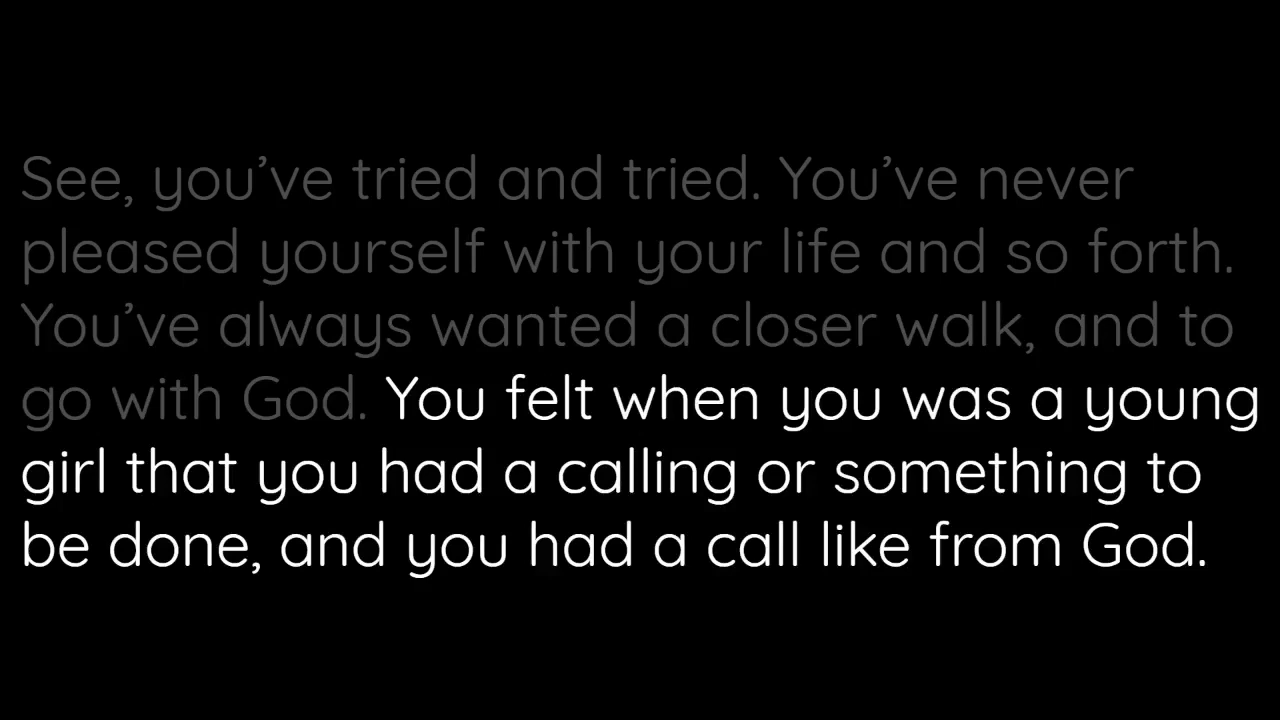 See, you’ve tried and tried. You’ve never
pleased yourself with your life and so forth.
You’ve always wanted a closer walk, and to
go with God. You felt when you was a young
girl that you had a calling or something to
be done, and you had a call like from God.